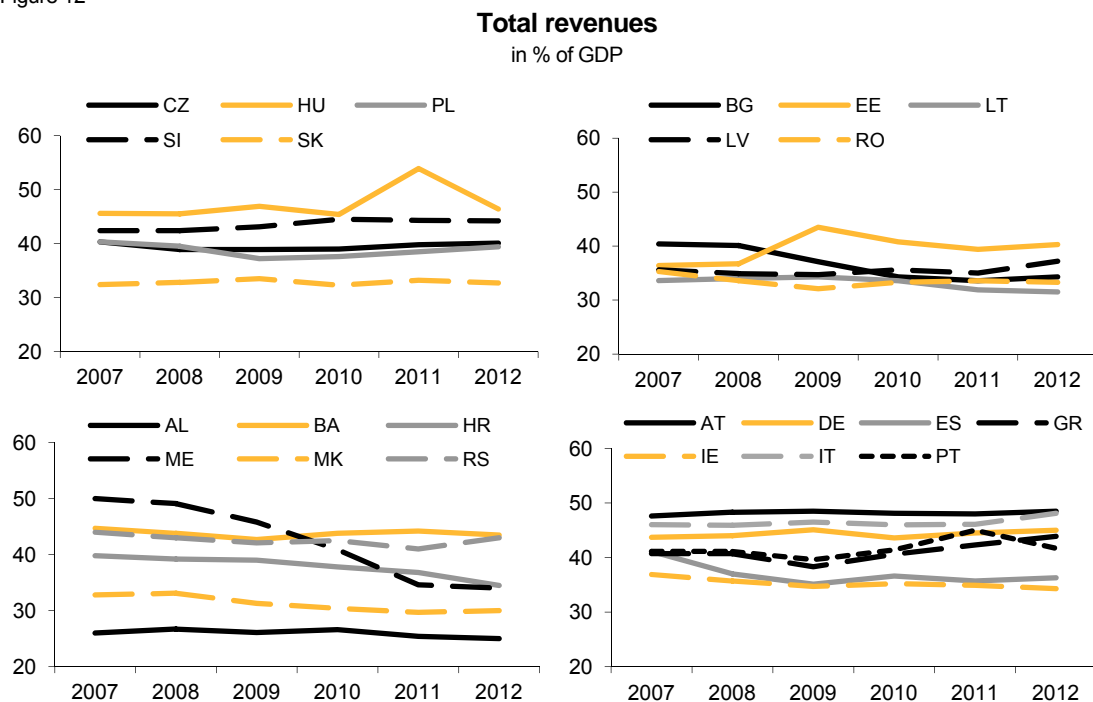 Figure 12
Total revenues
in % of GDP
CZ HU PL
SI SK
60
50
40
30
20
2007 2008 2009 2010 2011 2012
BG EE LT
LV RO
60
50
40
30
20
2007 2008 2009 2010 2011 2012
AL BA HR
ME MK RS
60
50
40
30
20
2007 2008 2009 2010 2011 2012
AT DE ES GR
IE IT PT
60
50
40
30
20
2007 2008 2009 2010 2011 2012